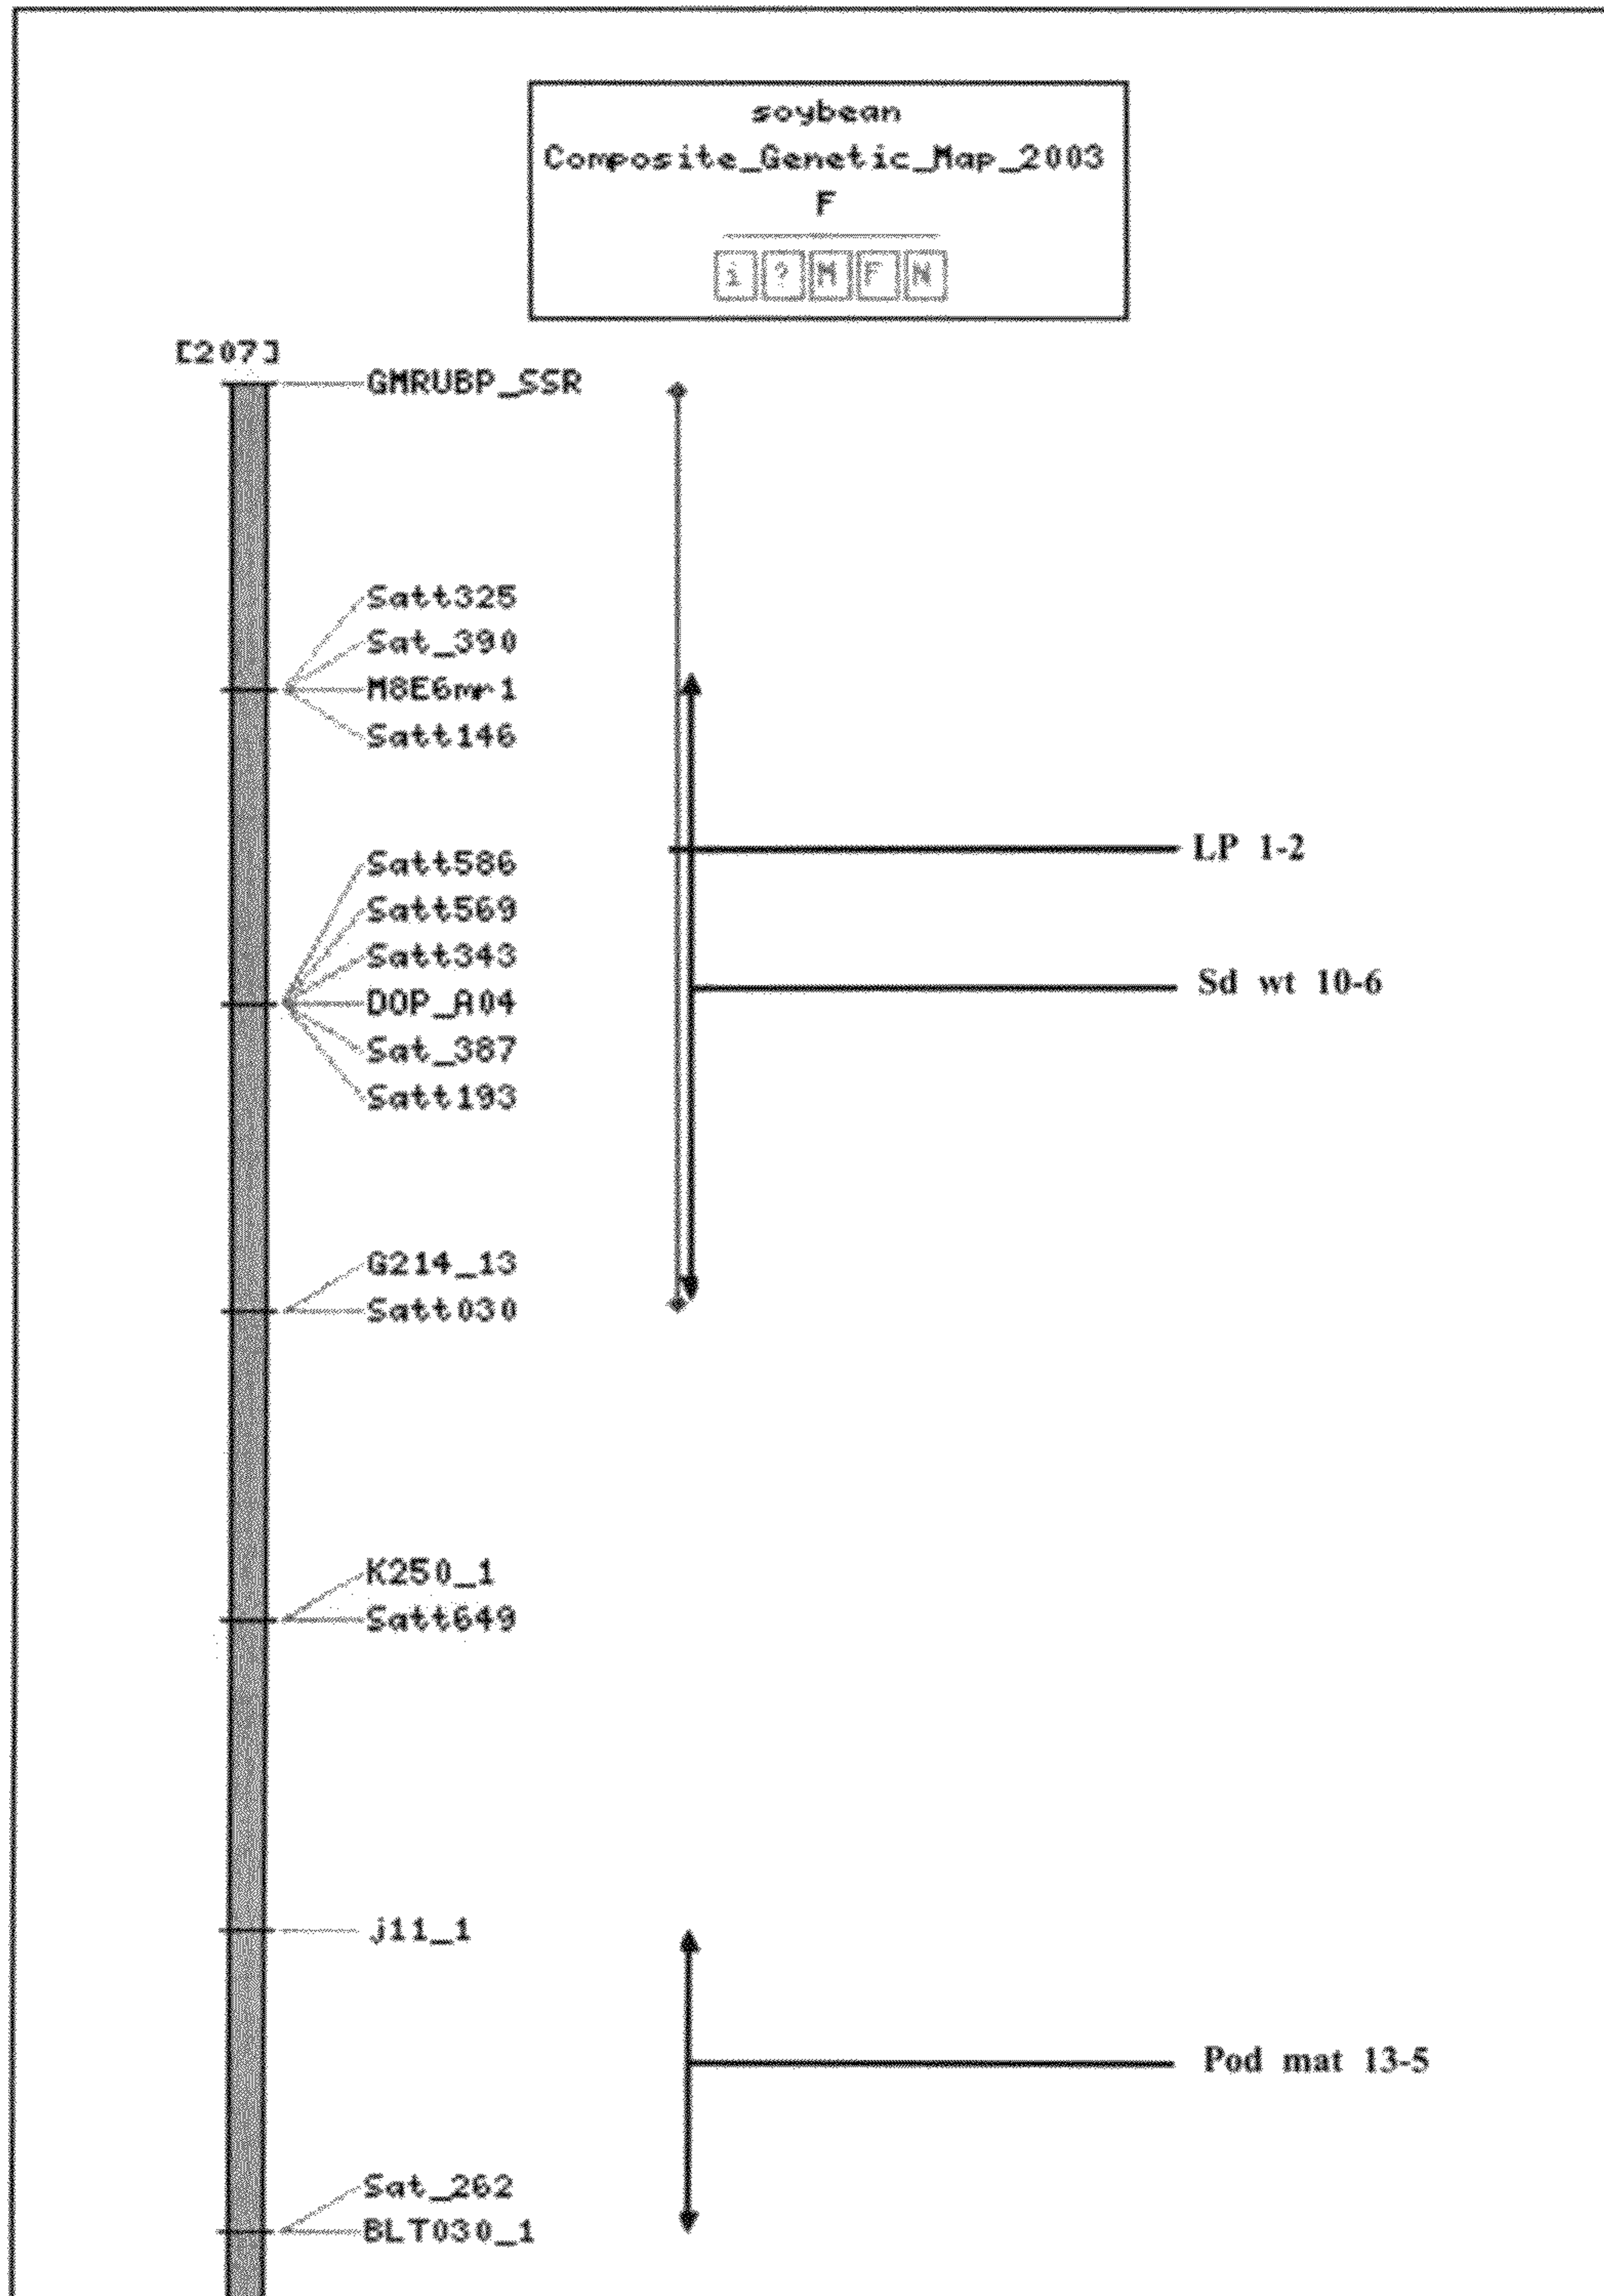 soybean
Composite_Genetic_Map_2003
F
i ? M F N
[207]
GMRUBP_SSR
Satt325
Sat_390
M8E6mr1
Satt146
LP 1-2
Satt586
Satt569
Satt343
Sd wt 10-6
DOP_A04
Sat_387
Satt193
G214_13
Satt030
K250_1
Satt649
j11_1
Pod mat 13-5
Sat_262
BLT030_1